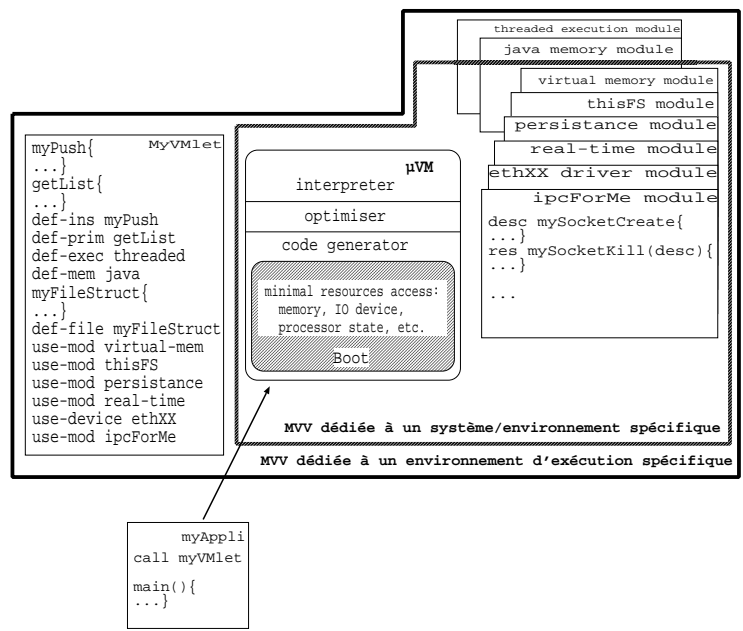 threaded execution module
java memory module
virtual memory module
thisFS module
persistance module
real-time module
ethXX driver module
ipcForMe module
desc mySocketCreate{
...}
res mySocketKill(desc){
...}
...
MyVMlet
myPush{
...}
getList{
...}
def-ins myPush
def-prim getList
def-exec threaded
def-mem java
myFileStruct{
...}
def-file myFileStruct
use-mod virtual-mem
use-mod thisFS
use-mod persistance
use-mod real-time
use-device ethXX
use-mod ipcForMe
µVM
interpreter
optimiser
code generator
minimal resources access:
memory, IO device,
processor state, etc.
Boot
MVV dédiée à un système/environnement spécifique
MVV dédiée à un environnement d'exécution spécifique
myAppli
call myVMlet
main(){
...}